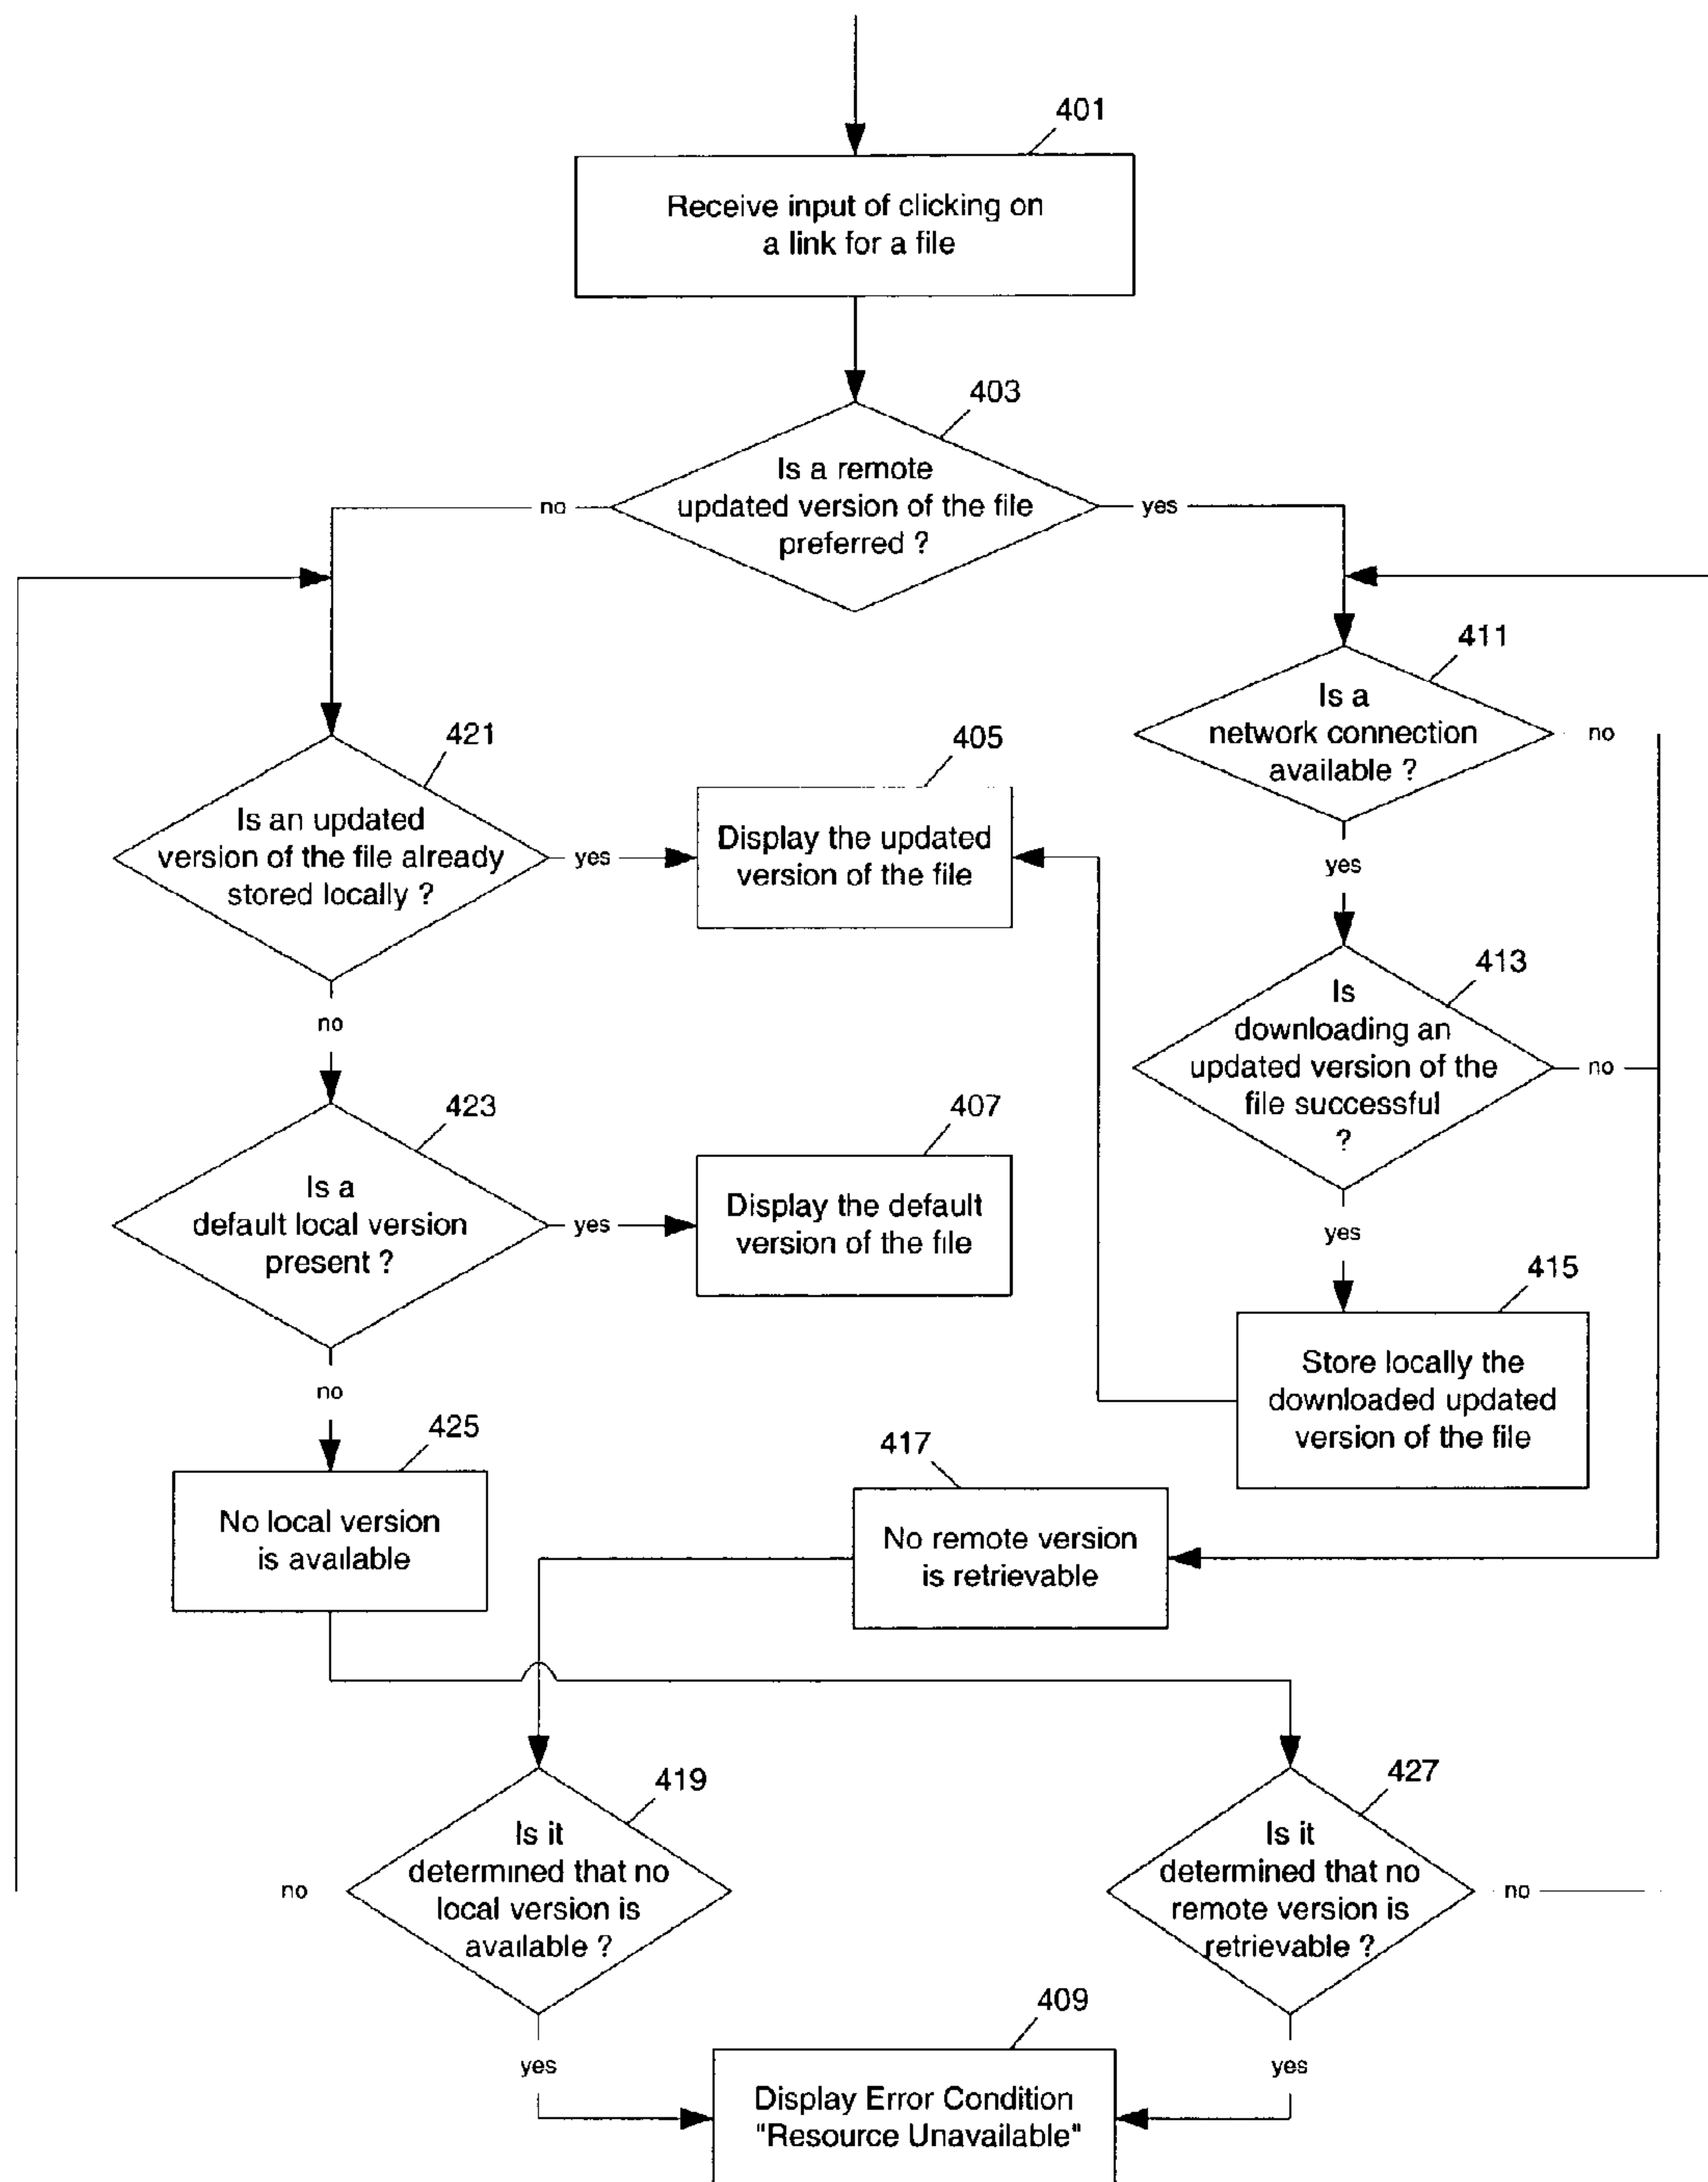 401
Receive input of clicking on
a link for a file
403
Is a remote
updated version of the file
preferred ?
no
yes
411
Is a
network connection
available ?
no
yes
421
Is an updated
version of the file already
stored locally ?
yes
no
405
Display the updated
version of the file
413
Is
downloading an
updated version of the
file successful
?
no
yes
423
Is a
default local version
present ?
yes
no
407
Display the default
version of the file
415
Store locally the
downloaded updated
version of the file
425
No local version
is available
417
No remote version
is retrievable
419
Is it
determined that no
local version is
available ?
no
yes
427
Is it
determined that no
remote version is
retrievable ?
no
yes
409
Display Error Condition
"Resource Unavailable"